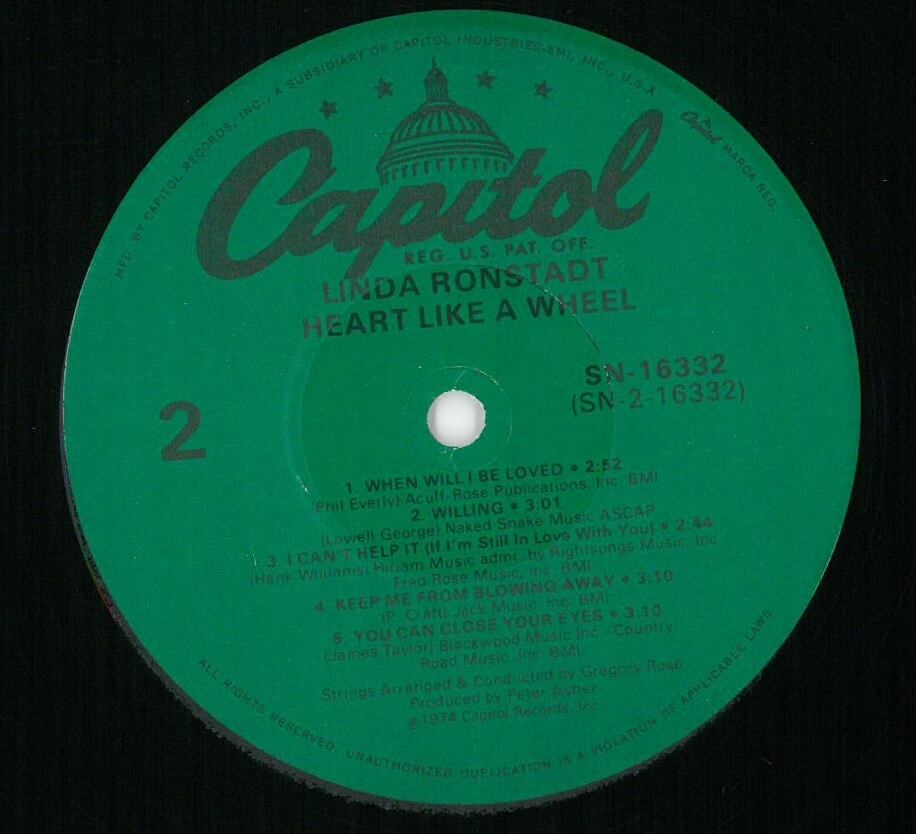 MFD. BY CAPITOL RECORDS, INC., A SUBSIDIARY OF CAPITOL INDUSTRIES-EMI, INC., U.S.A.
Capitol MARCA REG.
Capitol
REG. U.S. PAT. OFF.
LINDA RONSTADT
HEART LIKE A WHEEL
SN-16332
(SN-2-16332)
2
1. WHEN WILL I BE LOVED • 2:52
(Phil Everly) Acuff-Rose Publications, Inc. BMI
2. WILLING • 3:01
(Lowell George) Naked Snake Music ASCAP
3. I CAN'T HELP IT (If I'm Still In Love With You) • 2:44
(Hank Williams) Hiriam Music admr. by Rightsongs Music, Inc.
Fred Rose Music, Inc. BMI
4. KEEP ME FROM BLOWING AWAY • 3:10
(P. Craft) Jack Music, Inc. BMI
5. YOU CAN CLOSE YOUR EYES • 3:10
(James Taylor) Blackwood Music Inc.-Country
Road Music, Inc. BMI
Strings Arranged & Conducted by Gregory Rose
Produced by Peter Asher
℗1974 Capitol Records, Inc.
ALL RIGHTS RESERVED. UNAUTHORIZED DUPLICATION IS A VIOLATION OF APPLICABLE LAWS